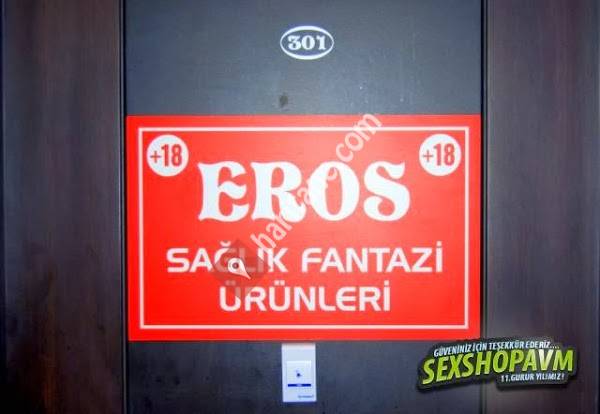 301
+18
+18
EROS
SAĞLIK FANTAZİ
ÜRÜNLERİ
GÜVENİNİZ İÇİN TEŞEKKÜR EDERİZ....
SEXSHOPAVM
11.GURUR YILIMIZ!